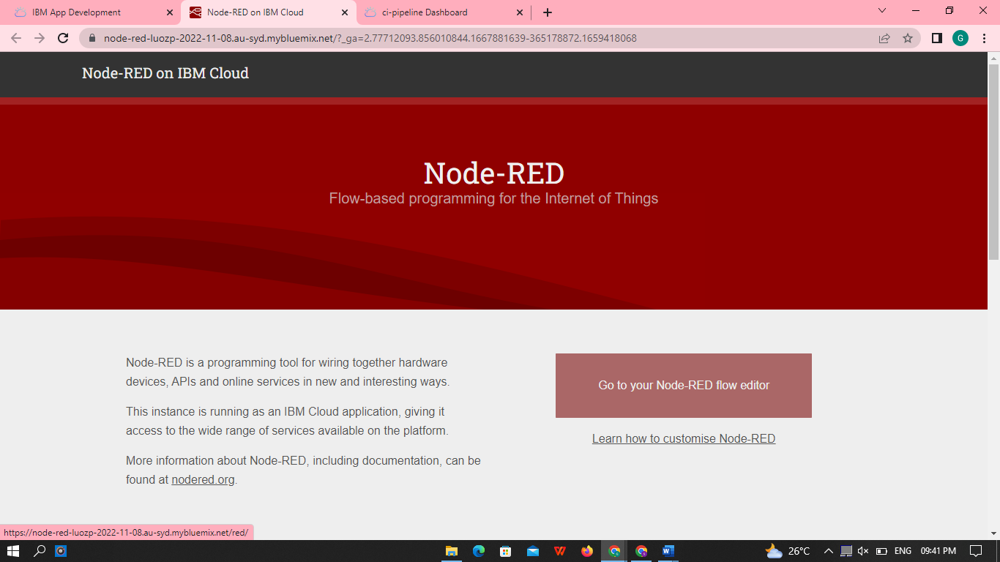 IBM App Development
Node-RED on IBM Cloud
ci-pipeline Dashboard
node-red-luozp-2022-11-08.au-syd.mybluemix.net/?_ga=2.77712093.856010844.1667881639-365178872.1659418068
G
Node-RED on IBM Cloud
Node-RED
Flow-based programming for the Internet of Things
Node-RED is a programming tool for wiring together hardware
devices, APIs and online services in new and interesting ways.
This instance is running as an IBM Cloud application, giving it
access to the wide range of services available on the platform.
More information about Node-RED, including documentation, can be
found at nodered.org.
Go to your Node-RED flow editor
Learn how to customise Node-RED
https://node-red-luozp-2022-11-08.au-syd.mybluemix.net/red/
26°C
ENG
09:41 PM